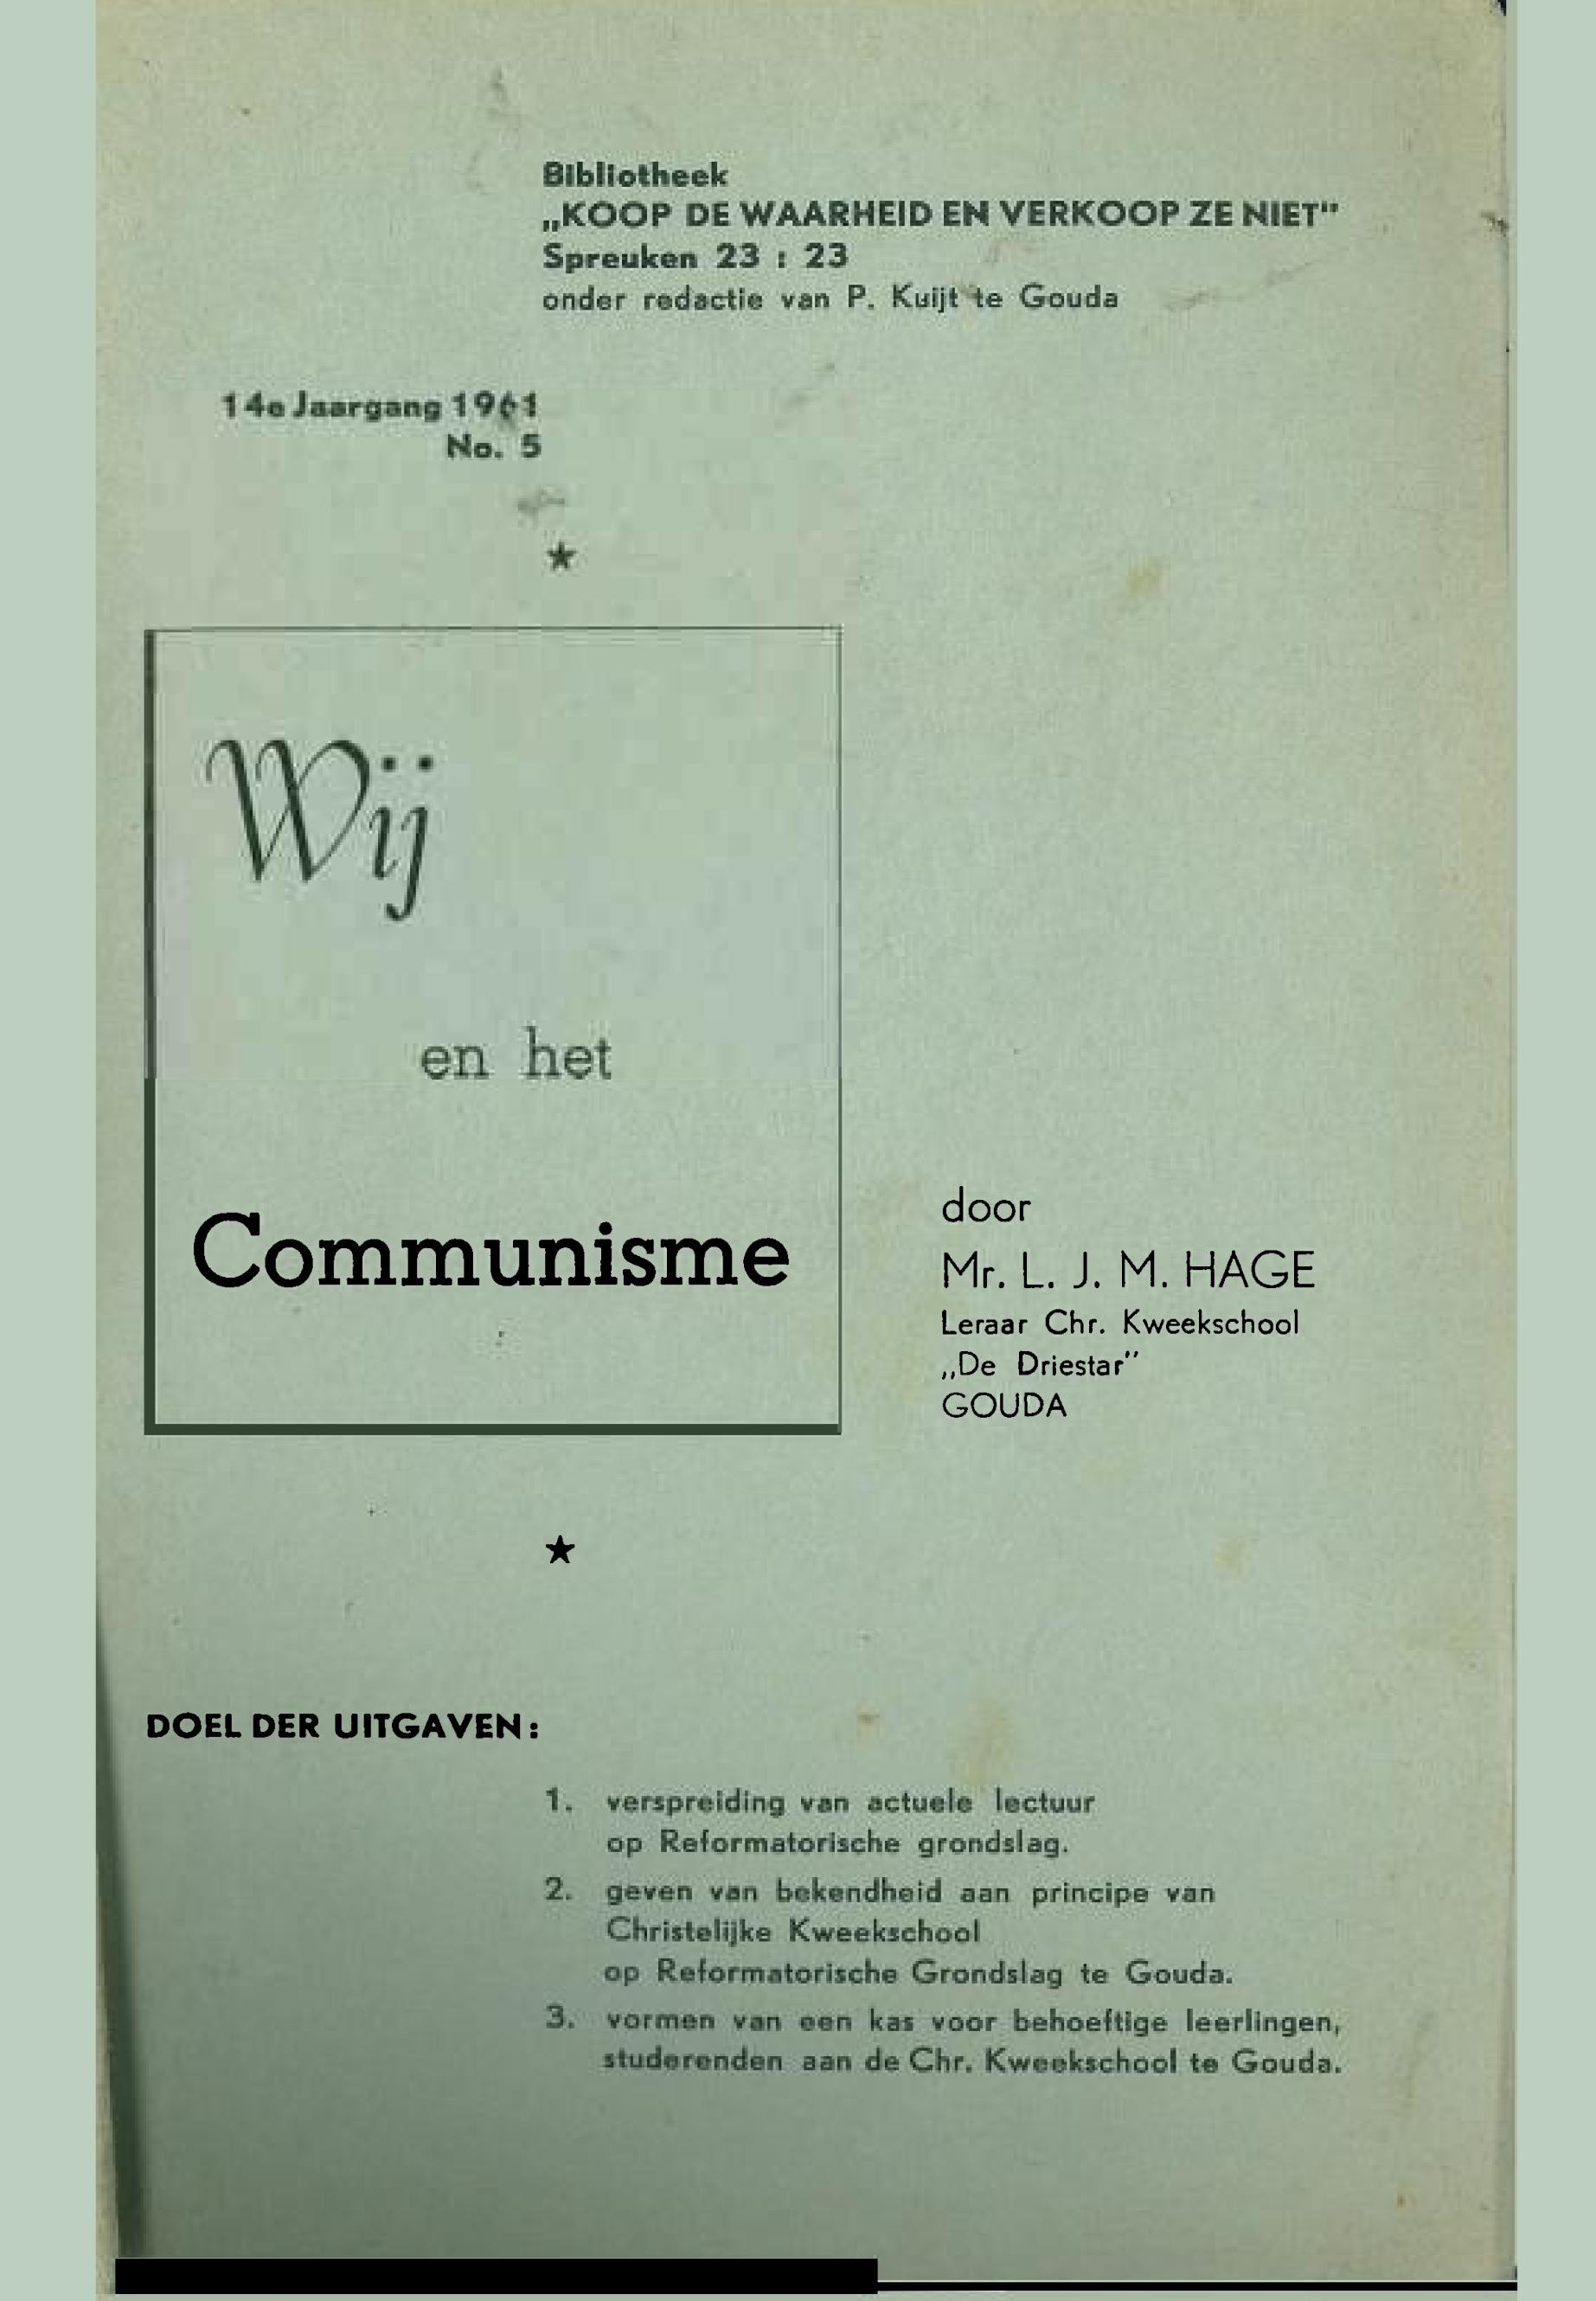 Bibliotheek
„KOOP DE WAARHEID EN VERKOOP ZE NIET"
Spreuken 23 : 23
onder redactie van P. Kuijt te Gouda
14e Jaargang 1961
No. 5
Wij
en het
Communisme
door
Mr. L. J. M. HAGE
Leraar Chr. Kweekschool
„De Driestar"
GOUDA
DOEL DER UITGAVEN:
1. verspreiding van actuele lectuur
op Reformatorische grondslag.
2. geven van bekendheid aan principe van
Christelijke Kweekschool
op Reformatorische Grondslag te Gouda.
3. vormen van een kas voor behoeftige leerlingen,
studerenden aan de Chr. Kweekschool te Gouda.